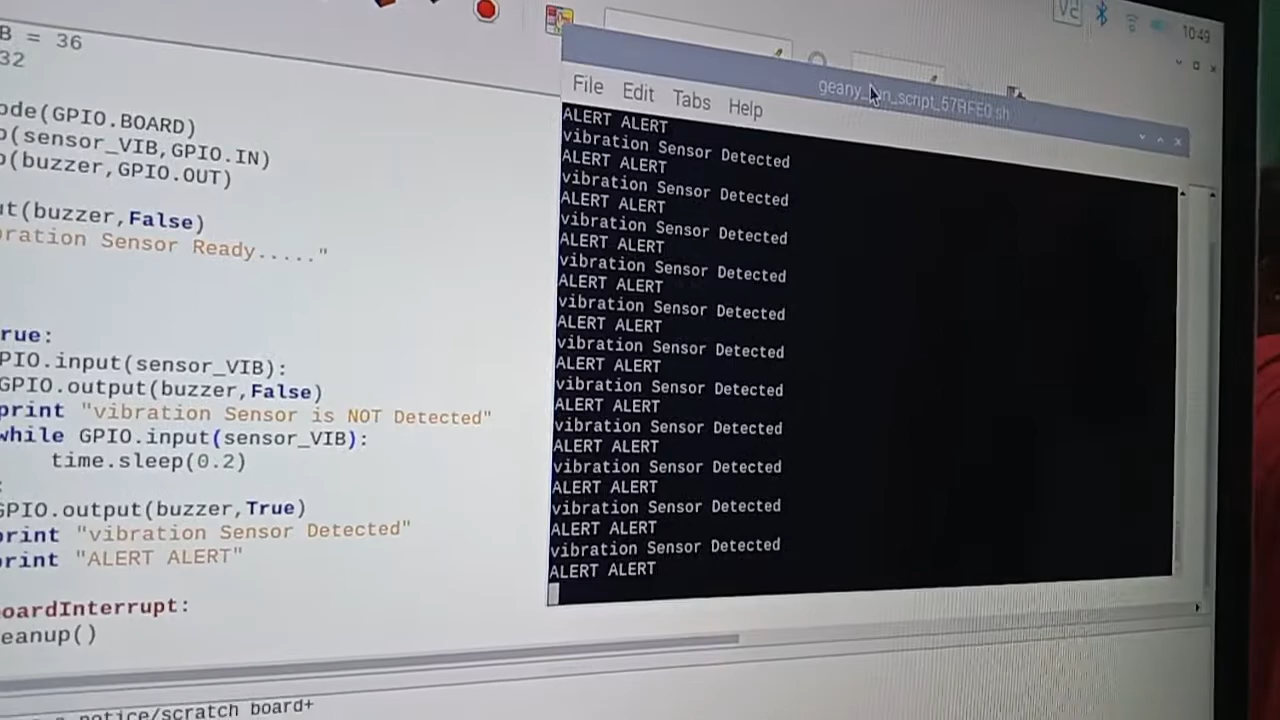 B = 36
32
ode(GPIO.BOARD)
p(sensor_VIB,GPIO.IN)
p(buzzer,GPIO.OUT)
ut(buzzer,False)
bration Sensor Ready....."
rue:
PIO.input(sensor_VIB):
GPIO.output(buzzer,False)
print "vibration Sensor is NOT Detected"
while GPIO.input(sensor_VIB):
time.sleep(0.2)
:
GPIO.output(buzzer,True)
print "vibration Sensor Detected"
print "ALERT ALERT"
oardInterrupt:
eanup()
notice/scratch board+
10:49
File Edit Tabs Help
ALERT ALERT
vibration Sensor Detected
ALERT ALERT
vibration Sensor Detected
ALERT ALERT
vibration Sensor Detected
ALERT ALERT
vibration Sensor Detected
ALERT ALERT
vibration Sensor Detected
ALERT ALERT
vibration Sensor Detected
ALERT ALERT
vibration Sensor Detected
ALERT ALERT
vibration Sensor Detected
ALERT ALERT
vibration Sensor Detected
ALERT ALERT
vibration Sensor Detected
ALERT ALERT
vibration Sensor Detected
ALERT ALERT